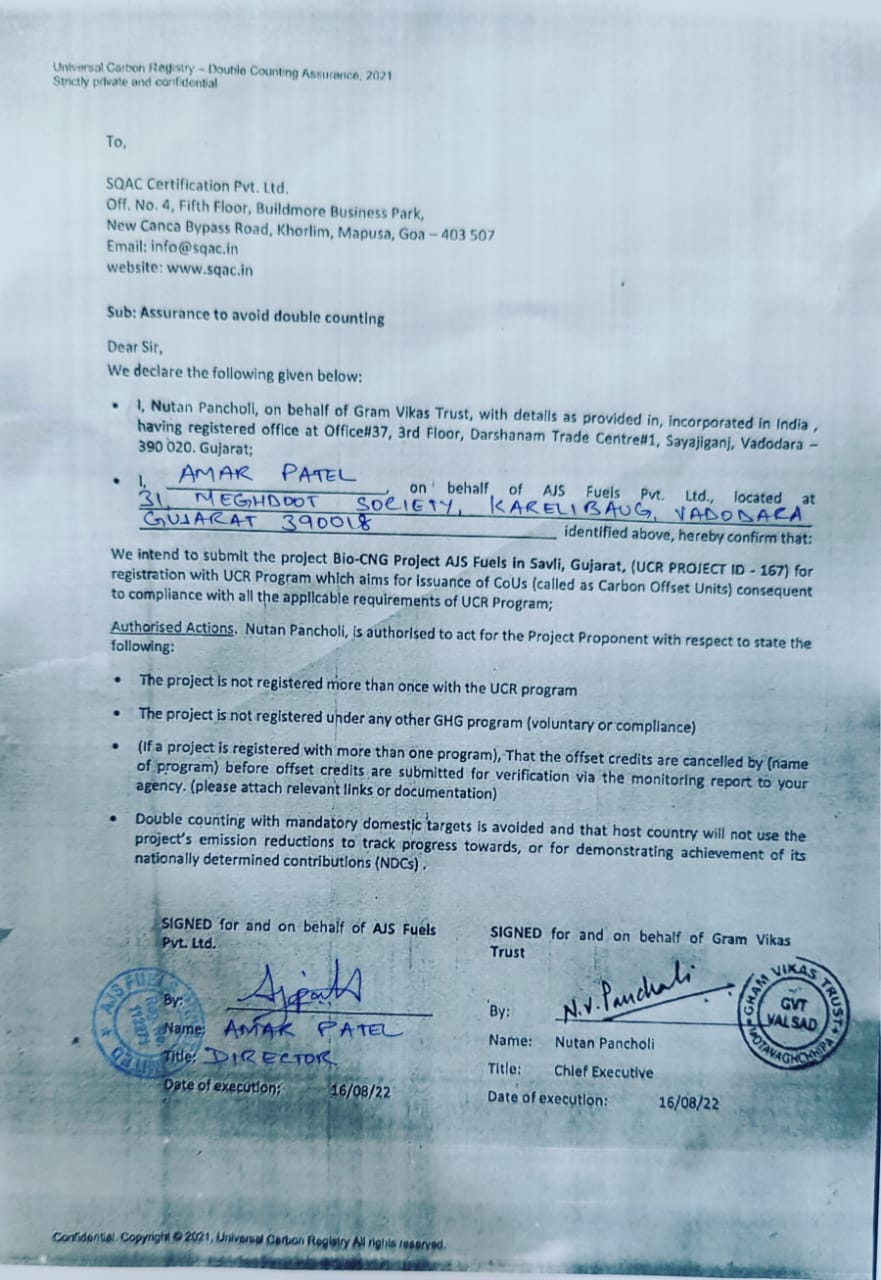 Universal Carbon Registry – Double Counting Assurance, 2021
Strictly private and confidential
To,
SQAC Certification Pvt. Ltd.
Off. No. 4, Fifth Floor, Buildmore Business Park,
New Canca Bypass Road, Khorlim, Mapusa, Goa – 403 507
Email: info@sqac.in
website: www.sqac.in
Sub: Assurance to avoid double counting
Dear Sir,
We declare the following given below:
• I, Nutan Pancholi, on behalf of Gram Vikas Trust, with details as provided in, incorporated in India ,
having registered office at Office#37, 3rd Floor, Darshanam Trade Centre#1, Sayajiganj, Vadodara –
390 020. Gujarat;
• I, AMAR PATEL, on behalf of AJS Fuels Pvt. Ltd., located at
31, MEGHDOOT SOCIETY, KARELIBAUG, VADODARA
GUJARAT 390018 identified above, hereby confirm that:
We intend to submit the project Bio-CNG Project AJS Fuels in Savli, Gujarat, (UCR PROJECT ID - 167) for
registration with UCR Program which aims for issuance of CoUs (called as Carbon Offset Units) consequent
to compliance with all the applicable requirements of UCR Program;
Authorised Actions. Nutan Pancholi, is authorised to act for the Project Proponent with respect to state the
following:
• The project is not registered more than once with the UCR program
• The project is not registered under any other GHG program (voluntary or compliance)
• (If a project is registered with more than one program), That the offset credits are cancelled by (name
of program) before offset credits are submitted for verification via the monitoring report to your
agency. (please attach relevant links or documentation)
• Double counting with mandatory domestic targets is avoided and that host country will not use the
project's emission reductions to track progress towards, or for demonstrating achievement of its
nationally determined contributions (NDCs) .
SIGNED for and on behalf of AJS Fuels
Pvt. Ltd.
By:
Name: AMAR PATEL
Title: DIRECTOR
Date of execution: 16/08/22
AJS FUELS
SIGNED for and on behalf of Gram Vikas
Trust
By: N.V. Pancholi
Name: Nutan Pancholi
Title: Chief Executive
Date of execution: 16/08/22
GRAM VIKAS TRUST
GVT
VALSAD
MOTAVAGHCHHIPA
Confidential. Copyright © 2021, Universal Carbon Registry All rights reserved.